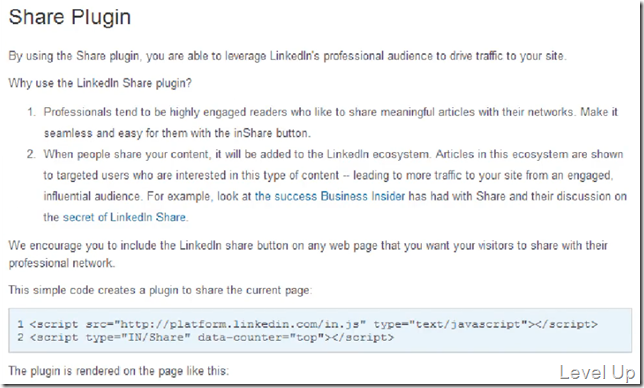 Share Plugin
By using the Share plugin, you are able to leverage LinkedIn's professional audience to drive traffic to your site.
Why use the LinkedIn Share plugin?
1. Professionals tend to be highly engaged readers who like to share meaningful articles with their networks. Make it
seamless and easy for them with the inShare button.
2. When people share your content, it will be added to the LinkedIn ecosystem. Articles in this ecosystem are shown
to targeted users who are interested in this type of content -- leading to more traffic to your site from an engaged,
influential audience. For example, look at the success Business Insider has had with Share and their discussion on
the secret of LinkedIn Share.
We encourage you to include the LinkedIn share button on any web page that you want your visitors to share with their
professional network.
This simple code creates a plugin to share the current page:
1 <script src="http://platform.linkedin.com/in.js" type="text/javascript"></script>
2 <script type="IN/Share" data-counter="top"></script>
The plugin is rendered on the page like this:
Level Up